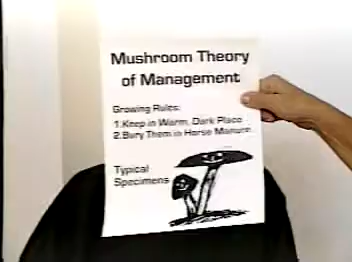 Mushroom Theory
of Management
Growing Rules:
1.Keep in Warm, Dark Place
2.Bury Them in Horse Manure
Typical
Specimens